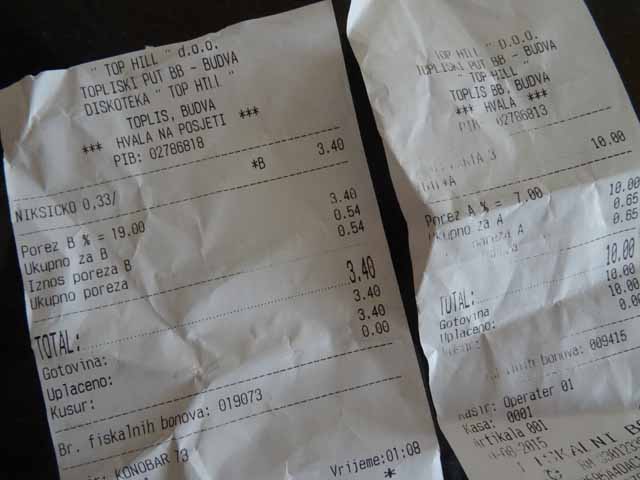 " TOP HILL " d.o.o.
TOPLISKI PUT BB - BUDVA
DISKOTEKA " TOP HILL "
TOPLIS, BUDVA
*** HVALA NA POSJETI ***
PIB: 02786818
*B 3.40
NIKSICKO 0,33/
Porez B % = 19.00
Ukupno za B 3.40
Iznos poreza B 0.54
Ukupno poreza 0.54
TOTAL: 3.40
Gotovina: 3.40
Uplaceno: 3.40
Kusur: 0.00
Br. fiskalnih bonova: 019073
KONOBAR 13
Vrijeme:01:08
*
" TOP HILL " D.O.O.
TOPLISKI PUT BB - BUDVA
" TOP HILL "
TOPLIS BB, BUDVA
*** HVALA ***
PIB: 02786813
10.00
Porez A % = 7.00
Ukupno za A 10.00
0.65
0.65
TOTAL: 10.00
Gotovina: 10.00
10.00
0.00
bonova: 009415
Operater 01
Kasa: 0001
Artikala 001